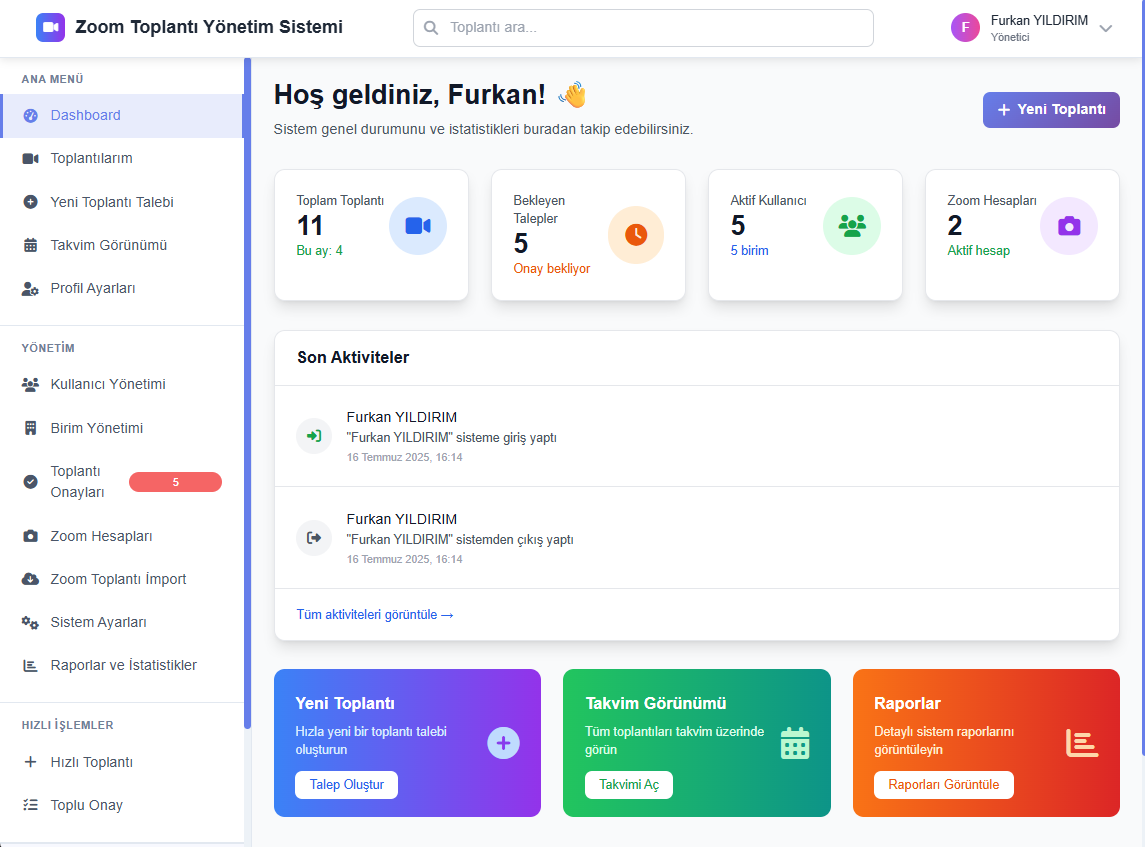 Zoom Toplantı Yönetim Sistemi
Toplantı ara...
F
Furkan YILDIRIM
Yönetici
ANA MENÜ
Dashboard
Toplantılarım
Yeni Toplantı Talebi
Takvim Görünümü
Profil Ayarları
YÖNETİM
Kullanıcı Yönetimi
Birim Yönetimi
Toplantı
Onayları
5
Zoom Hesapları
Zoom Toplantı İmport
Sistem Ayarları
Raporlar ve İstatistikler
HIZLI İŞLEMLER
Hızlı Toplantı
Toplu Onay
Hoş geldiniz, Furkan! 👋
Sistem genel durumunu ve istatistikleri buradan takip edebilirsiniz.
+ Yeni Toplantı
Toplam Toplantı
11
Bu ay: 4
Bekleyen
Talepler
5
Onay bekliyor
Aktif Kullanıcı
5
5 birim
Zoom Hesapları
2
Aktif hesap
Son Aktiviteler
Furkan YILDIRIM
"Furkan YILDIRIM" sisteme giriş yaptı
16 Temmuz 2025, 16:14
Furkan YILDIRIM
"Furkan YILDIRIM" sistemden çıkış yaptı
16 Temmuz 2025, 16:14
Tüm aktiviteleri görüntüle →
Yeni Toplantı
Hızla yeni bir toplantı talebi
oluşturun
Talep Oluştur
Takvim Görünümü
Tüm toplantıları takvim üzerinde
görün
Takvimi Aç
Raporlar
Detaylı sistem raporlarını
görüntüleyin
Raporları Görüntüle